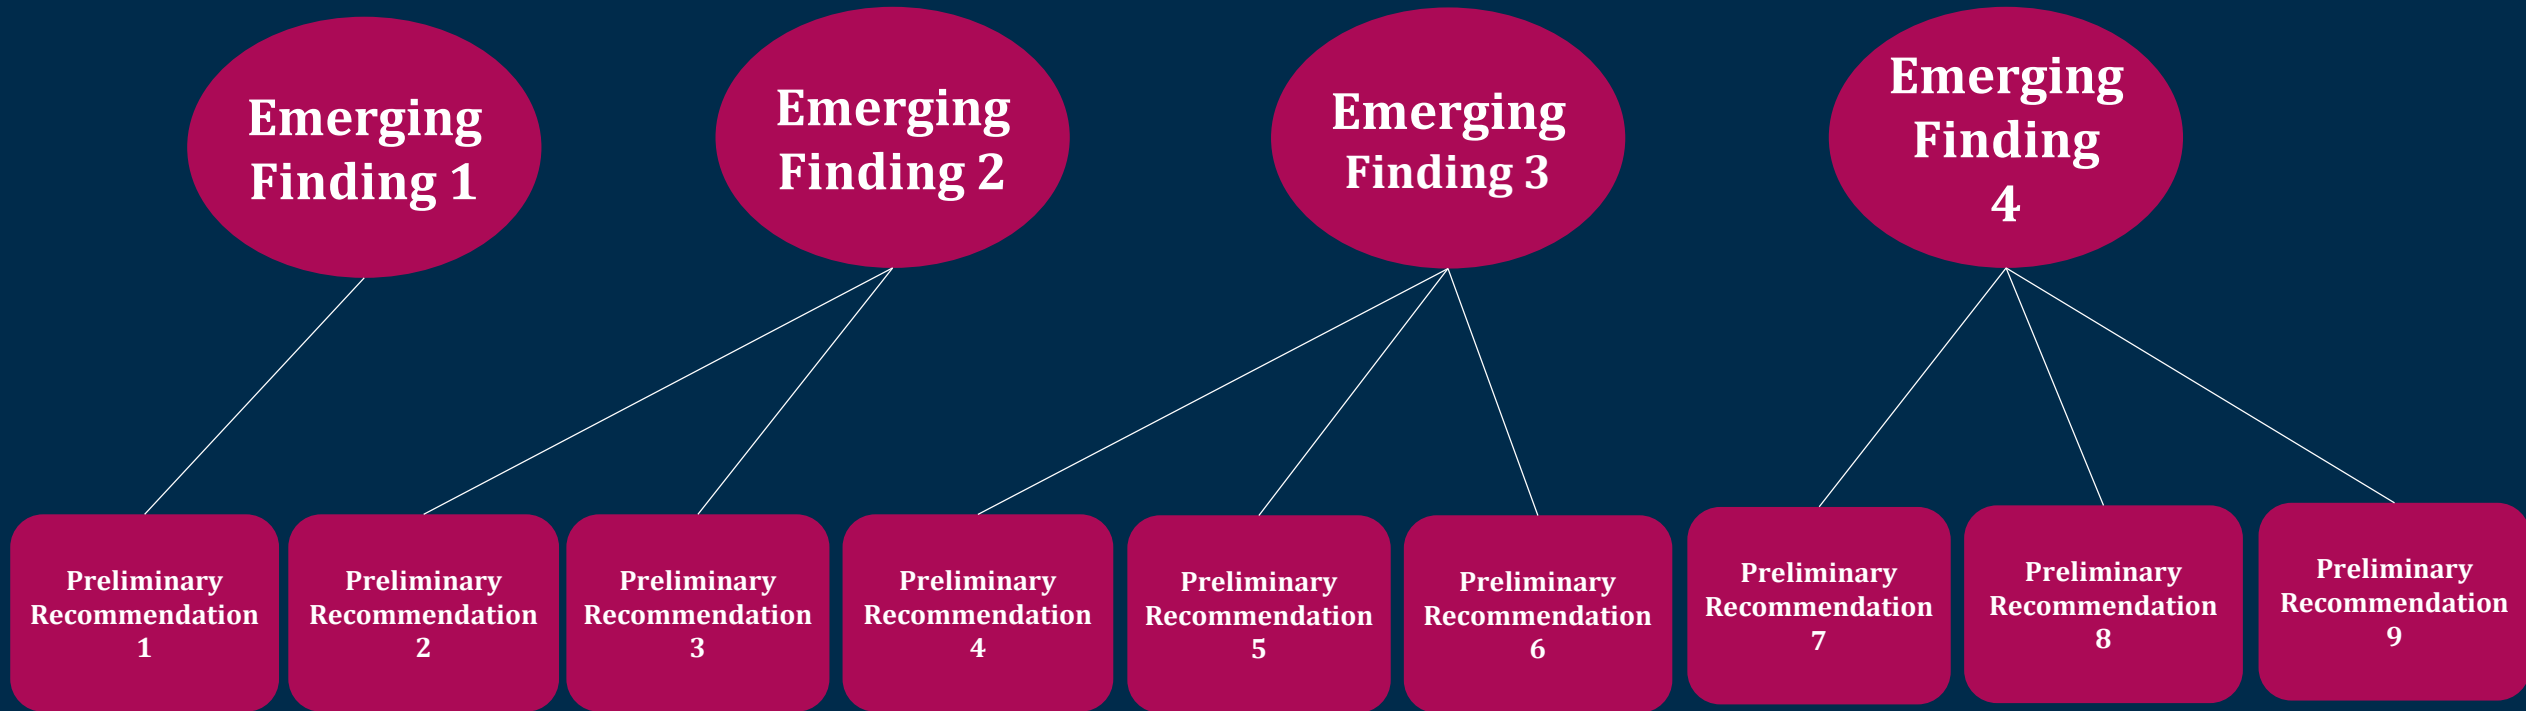 Emerging
Finding 1
Emerging
Finding 2
Emerging
Finding 3
Emerging
Finding
4
Preliminary
Recommendation
1
Preliminary
Recommendation
2
Preliminary
Recommendation
3
Preliminary
Recommendation
4
Preliminary
Recommendation
5
Preliminary
Recommendation
6
Preliminary
Recommendation
7
Preliminary
Recommendation
8
Preliminary
Recommendation
9